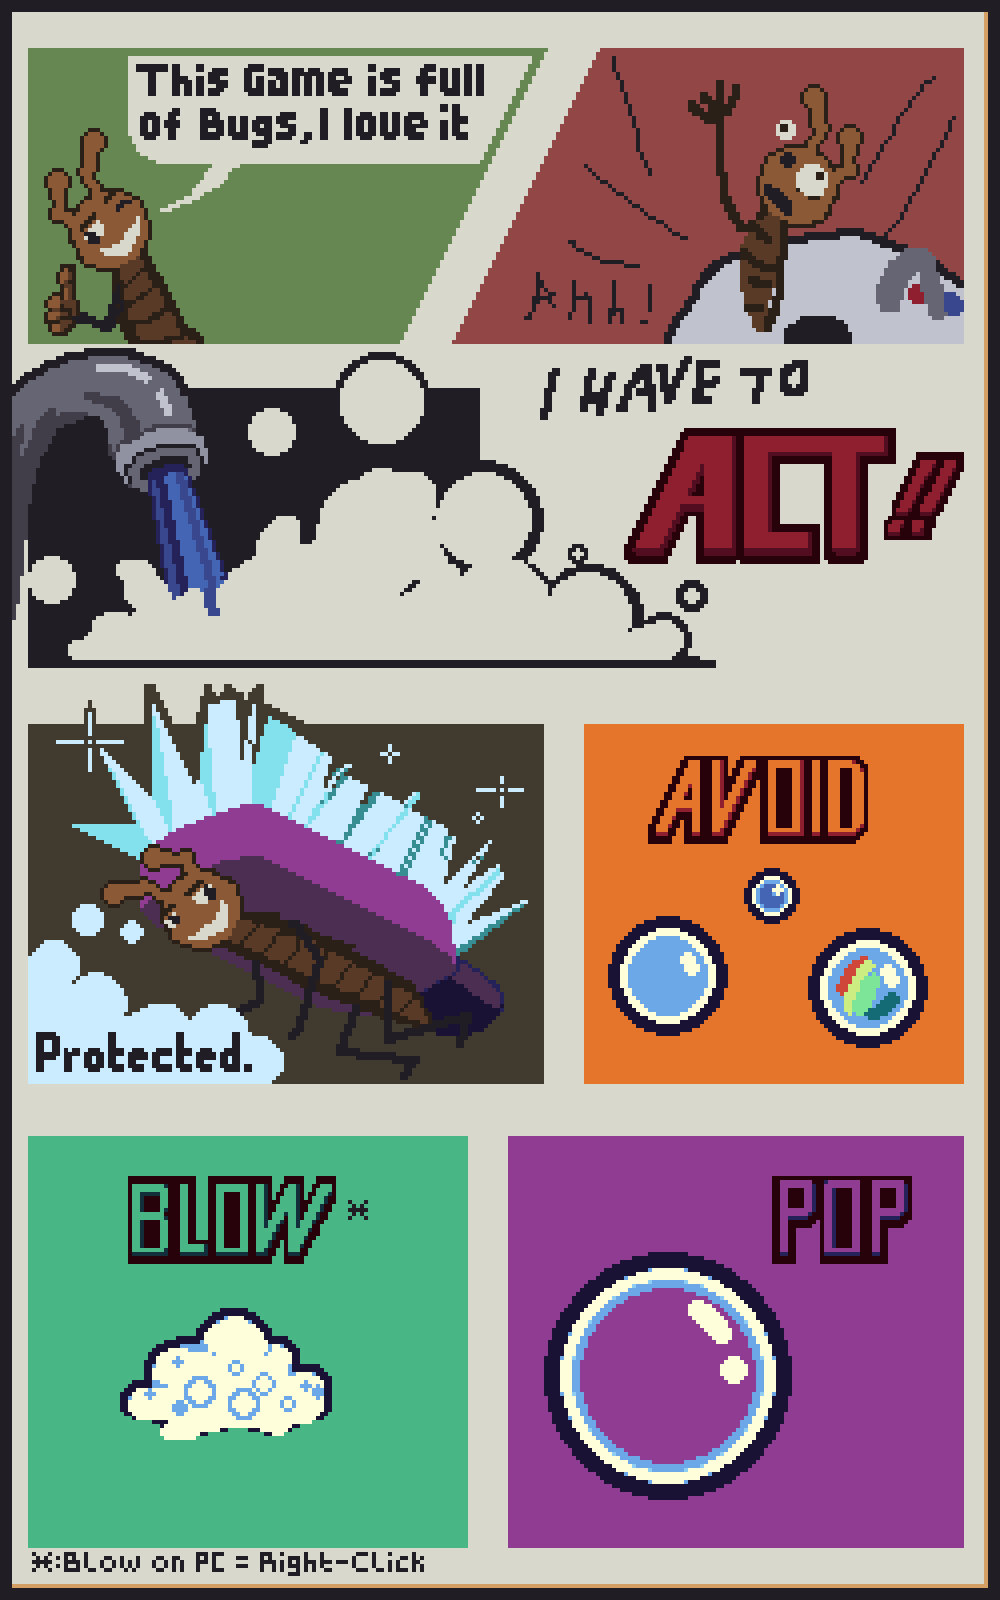 This Game is full
of Bugs, I love it
Ahh!
I HAVE TO
ACT!!
Protected.
AVOID
BLOW *
POP
*:BLow on PC = Right-Click